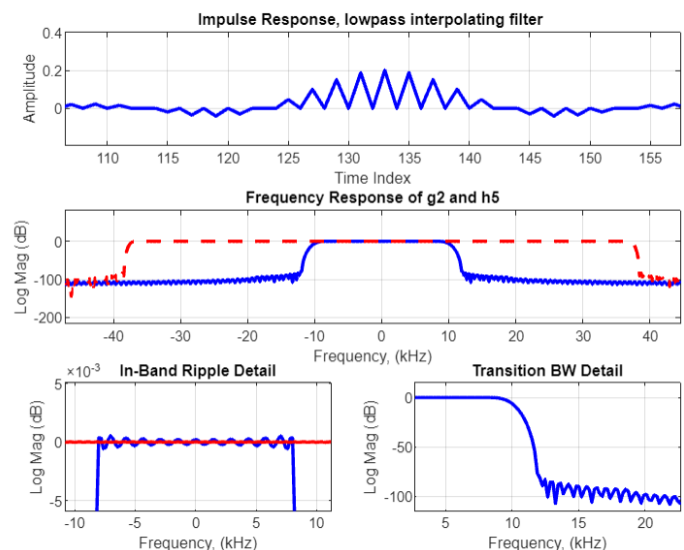 Impulse Response, lowpass interpolating filter
0.4
0.2
0
Amplitude
110 115 120 125 130 135 140 145 150 155
Time Index
Frequency Response of g2 and h5
0
-100
-200
Log Mag (dB)
-40 -30 -20 -10 0 10 20 30 40
Frequency, (kHz)
In-Band Ripple Detail
×10⁻³
5
0
-5
Log Mag (dB)
-10 -5 0 5 10
Frequency, (kHz)
Transition BW Detail
0
-50
-100
Log Mag (dB)
5 10 15 20
Frequency, (kHz)